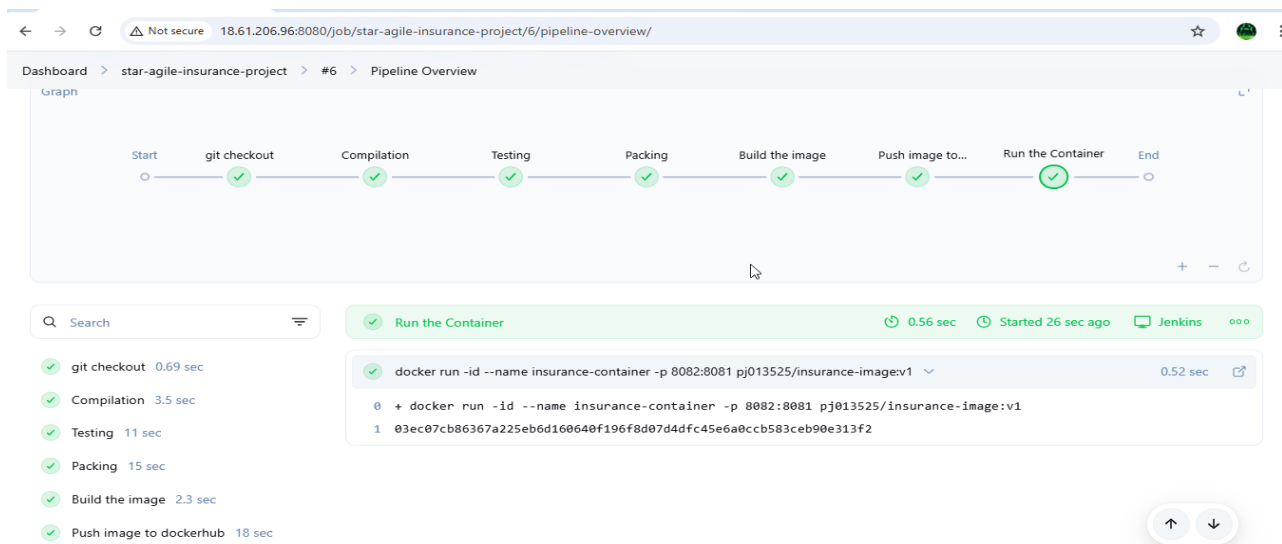 Not secure 18.61.206.96:8080/job/star-agile-insurance-project/6/pipeline-overview/
Dashboard > star-agile-insurance-project > #6 > Pipeline Overview
Graph
Start git checkout Compilation Testing Packing Build the image Push image to... Run the Container End
Search
Run the Container 0.56 sec Started 26 sec ago Jenkins
git checkout 0.69 sec
docker run -id --name insurance-container -p 8082:8081 pj013525/insurance-image:v1 0.52 sec
Compilation 3.5 sec
0 + docker run -id --name insurance-container -p 8082:8081 pj013525/insurance-image:v1
1 03ec07cb86367a225eb6d160640f196f8d07d4dfc45e6a0ccb583ceb90e313f2
Testing 11 sec
Packing 15 sec
Build the image 2.3 sec
Push image to dockerhub 18 sec